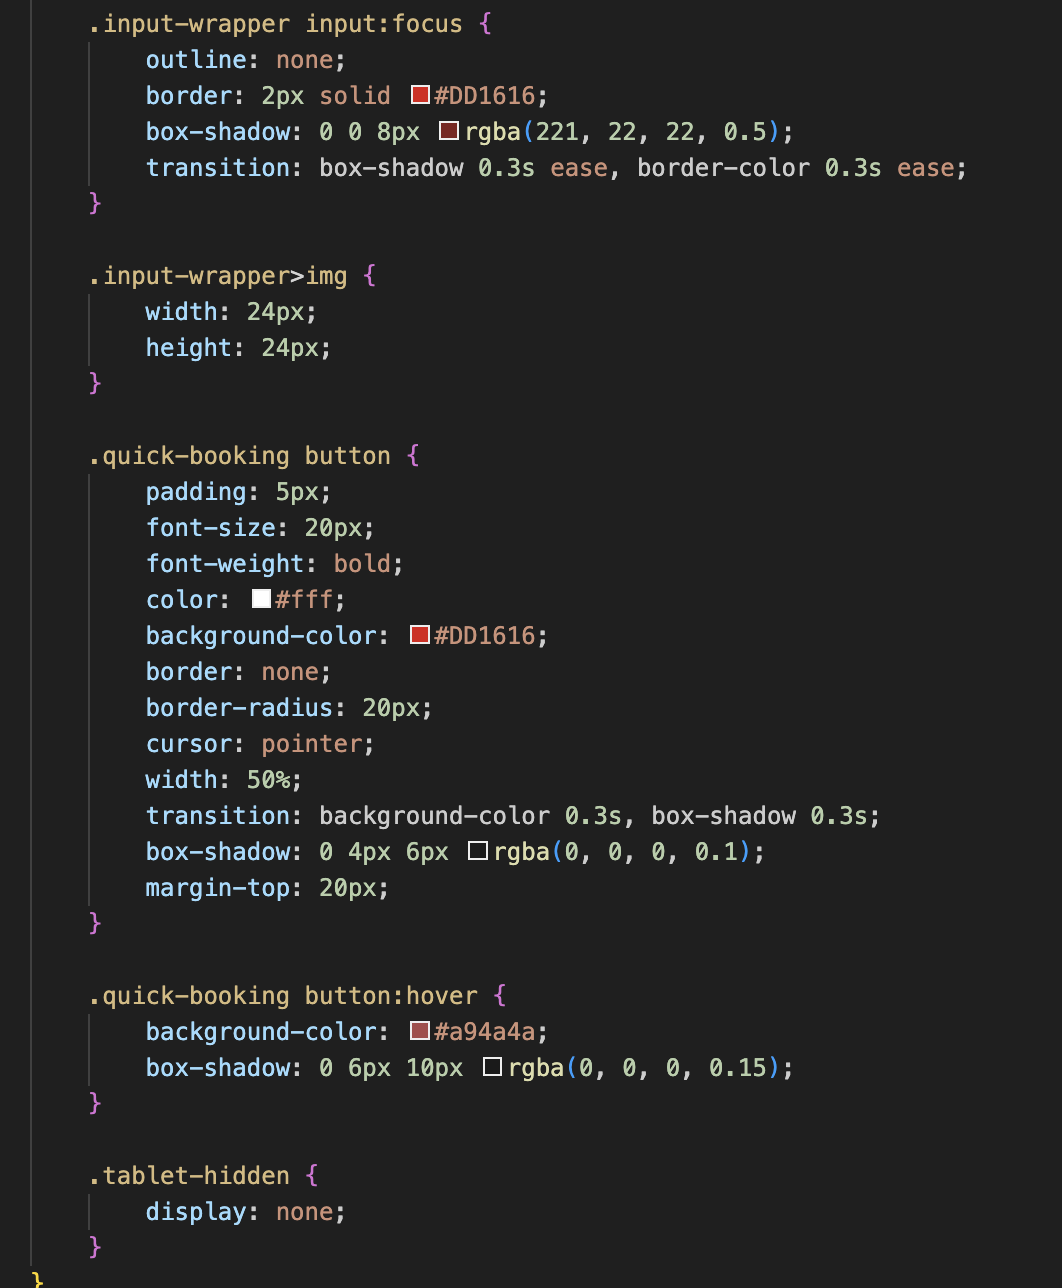 .input-wrapper input:focus {
outline: none;
border: 2px solid #DD1616;
box-shadow: 0 0 8px rgba(221, 22, 22, 0.5);
transition: box-shadow 0.3s ease, border-color 0.3s ease;
}
.input-wrapper>img {
width: 24px;
height: 24px;
}
.quick-booking button {
padding: 5px;
font-size: 20px;
font-weight: bold;
color: #fff;
background-color: #DD1616;
border: none;
border-radius: 20px;
cursor: pointer;
width: 50%;
transition: background-color 0.3s, box-shadow 0.3s;
box-shadow: 0 4px 6px rgba(0, 0, 0, 0.1);
margin-top: 20px;
}
.quick-booking button:hover {
background-color: #a94a4a;
box-shadow: 0 6px 10px rgba(0, 0, 0, 0.15);
}
.tablet-hidden {
display: none;
}
}